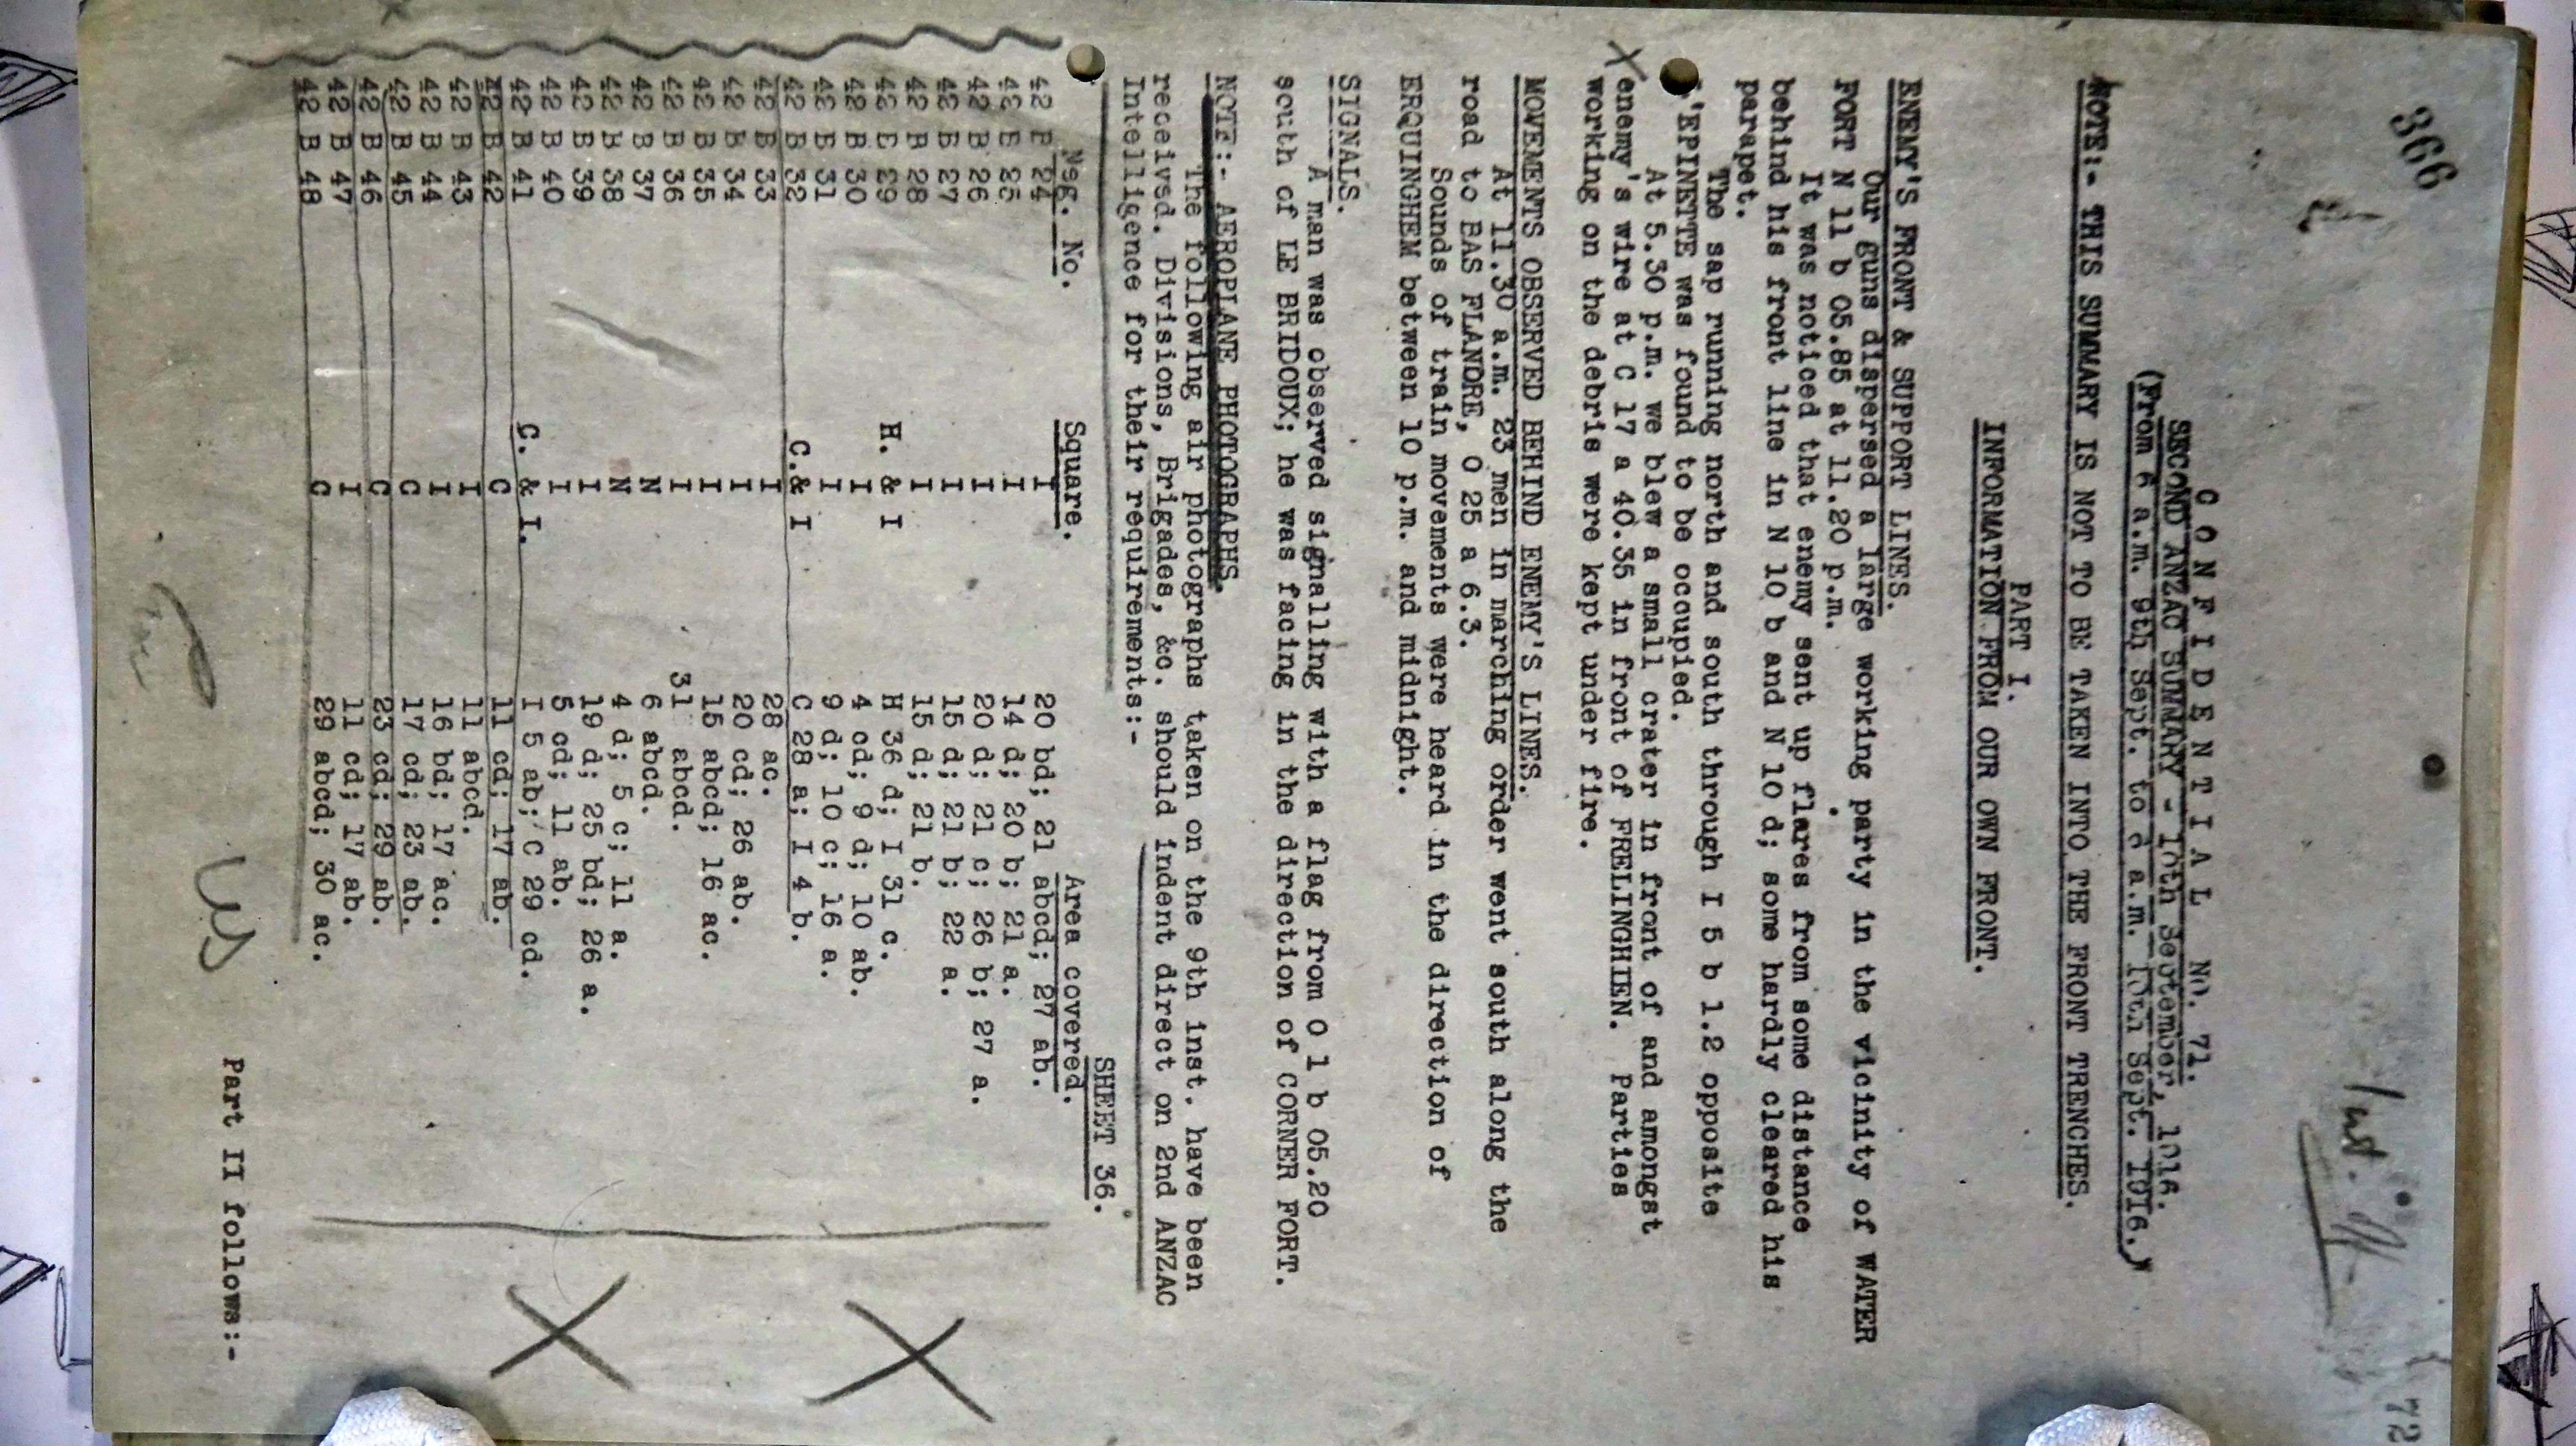 366
72
C O N F I D E N T I A L No. 71.
SECOND ANZAC SUMMARY - 10th September, 1916.
(From 6 a.m. 9th Sept. to 6 a.m. 10th Sept. 1916.)
NOTE:- THIS SUMMARY IS NOT TO BE TAKEN INTO THE FRONT TRENCHES.
PART I.
INFORMATION FROM OUR OWN FRONT.
ENEMY'S FRONT & SUPPORT LINES.
Our guns dispersed a large working party in the vicinity of WATER
FORT N 11 b 05.85 at 11.20 p.m.
It was noticed that enemy sent up flares from some distance
behind his front line in N 10 b and N 10 d; some hardly cleared his
parapet.
The sap running north and south through I 5 b 1.2 opposite
'EPINETTE was found to be occupied.
At 5.30 p.m. we blew a small crater in front of and amongst
X enemy's wire at C 17 a 40.35 in front of FRELINGHIEN. Parties
working on the debris were kept under fire.
MOVEMENTS OBSERVED BEHIND ENEMY'S LINES.
At 11.30 a.m. 23 men in marching order went south along the
road to BAS FLANDRE, O 25 a 6.3.
Sounds of train movements were heard in the direction of
ERQUINGHEM between 10 p.m. and midnight.
SIGNALS.
A man was observed signalling with a flag from O 1 b 05.20
south of LE BRIDOUX; he was facing in the direction of CORNER FORT.
NOTE:- AEROPLANE PHOTOGRAPHS.
The following air photographs taken on the 9th inst. have been
received. Divisions, Brigades, &c. should indent direct on 2nd ANZAC
Intelligence for their requirements:-
SHEET 36.
Neg. No. Square. Area covered.
42 B 24 I 20 bd; 21 abcd; 27 ab.
42 B 25 I 14 d; 20 b; 21 a.
42 B 26 I 20 d; 21 c; 26 b; 27 a.
42 B 27 I 15 d; 21 b; 22 a.
42 B 28 I 15 d; 21 b.
42 B 29 H. & I H 36 d; I 31 c.
42 B 30 I 4 cd; 9 d; 10 ab.
42 B 31 I 9 d; 10 c; 16 a.
42 B 32 C.& I C 28 a; I 4 b.
42 B 33 I 28 ac.
42 B 34 I 20 cd; 26 ab.
42 B 35 I 15 abcd; 16 ac.
42 B 36 I 31 abcd.
42 B 37 N 6 abcd.
42 B 38 N 4 d; 5 c; 11 a.
42 B 39 I 19 d; 25 bd; 26 a.
42 B 40 I 5 cd; 11 ab.
42 B 41 C. & I. I 5 ab; C 29 cd.
42 B 42 C 11 cd; 17 ab.
42 B 43 I 11 abcd.
42 B 44 I 16 bd; 17 ac.
42 B 45 C 17 cd; 23 ab.
42 B 46 C 23 cd; 29 ab.
42 B 47 I 11 cd; 17 ab.
42 B 48 C 29 abcd; 30 ac.
Part II follows:-